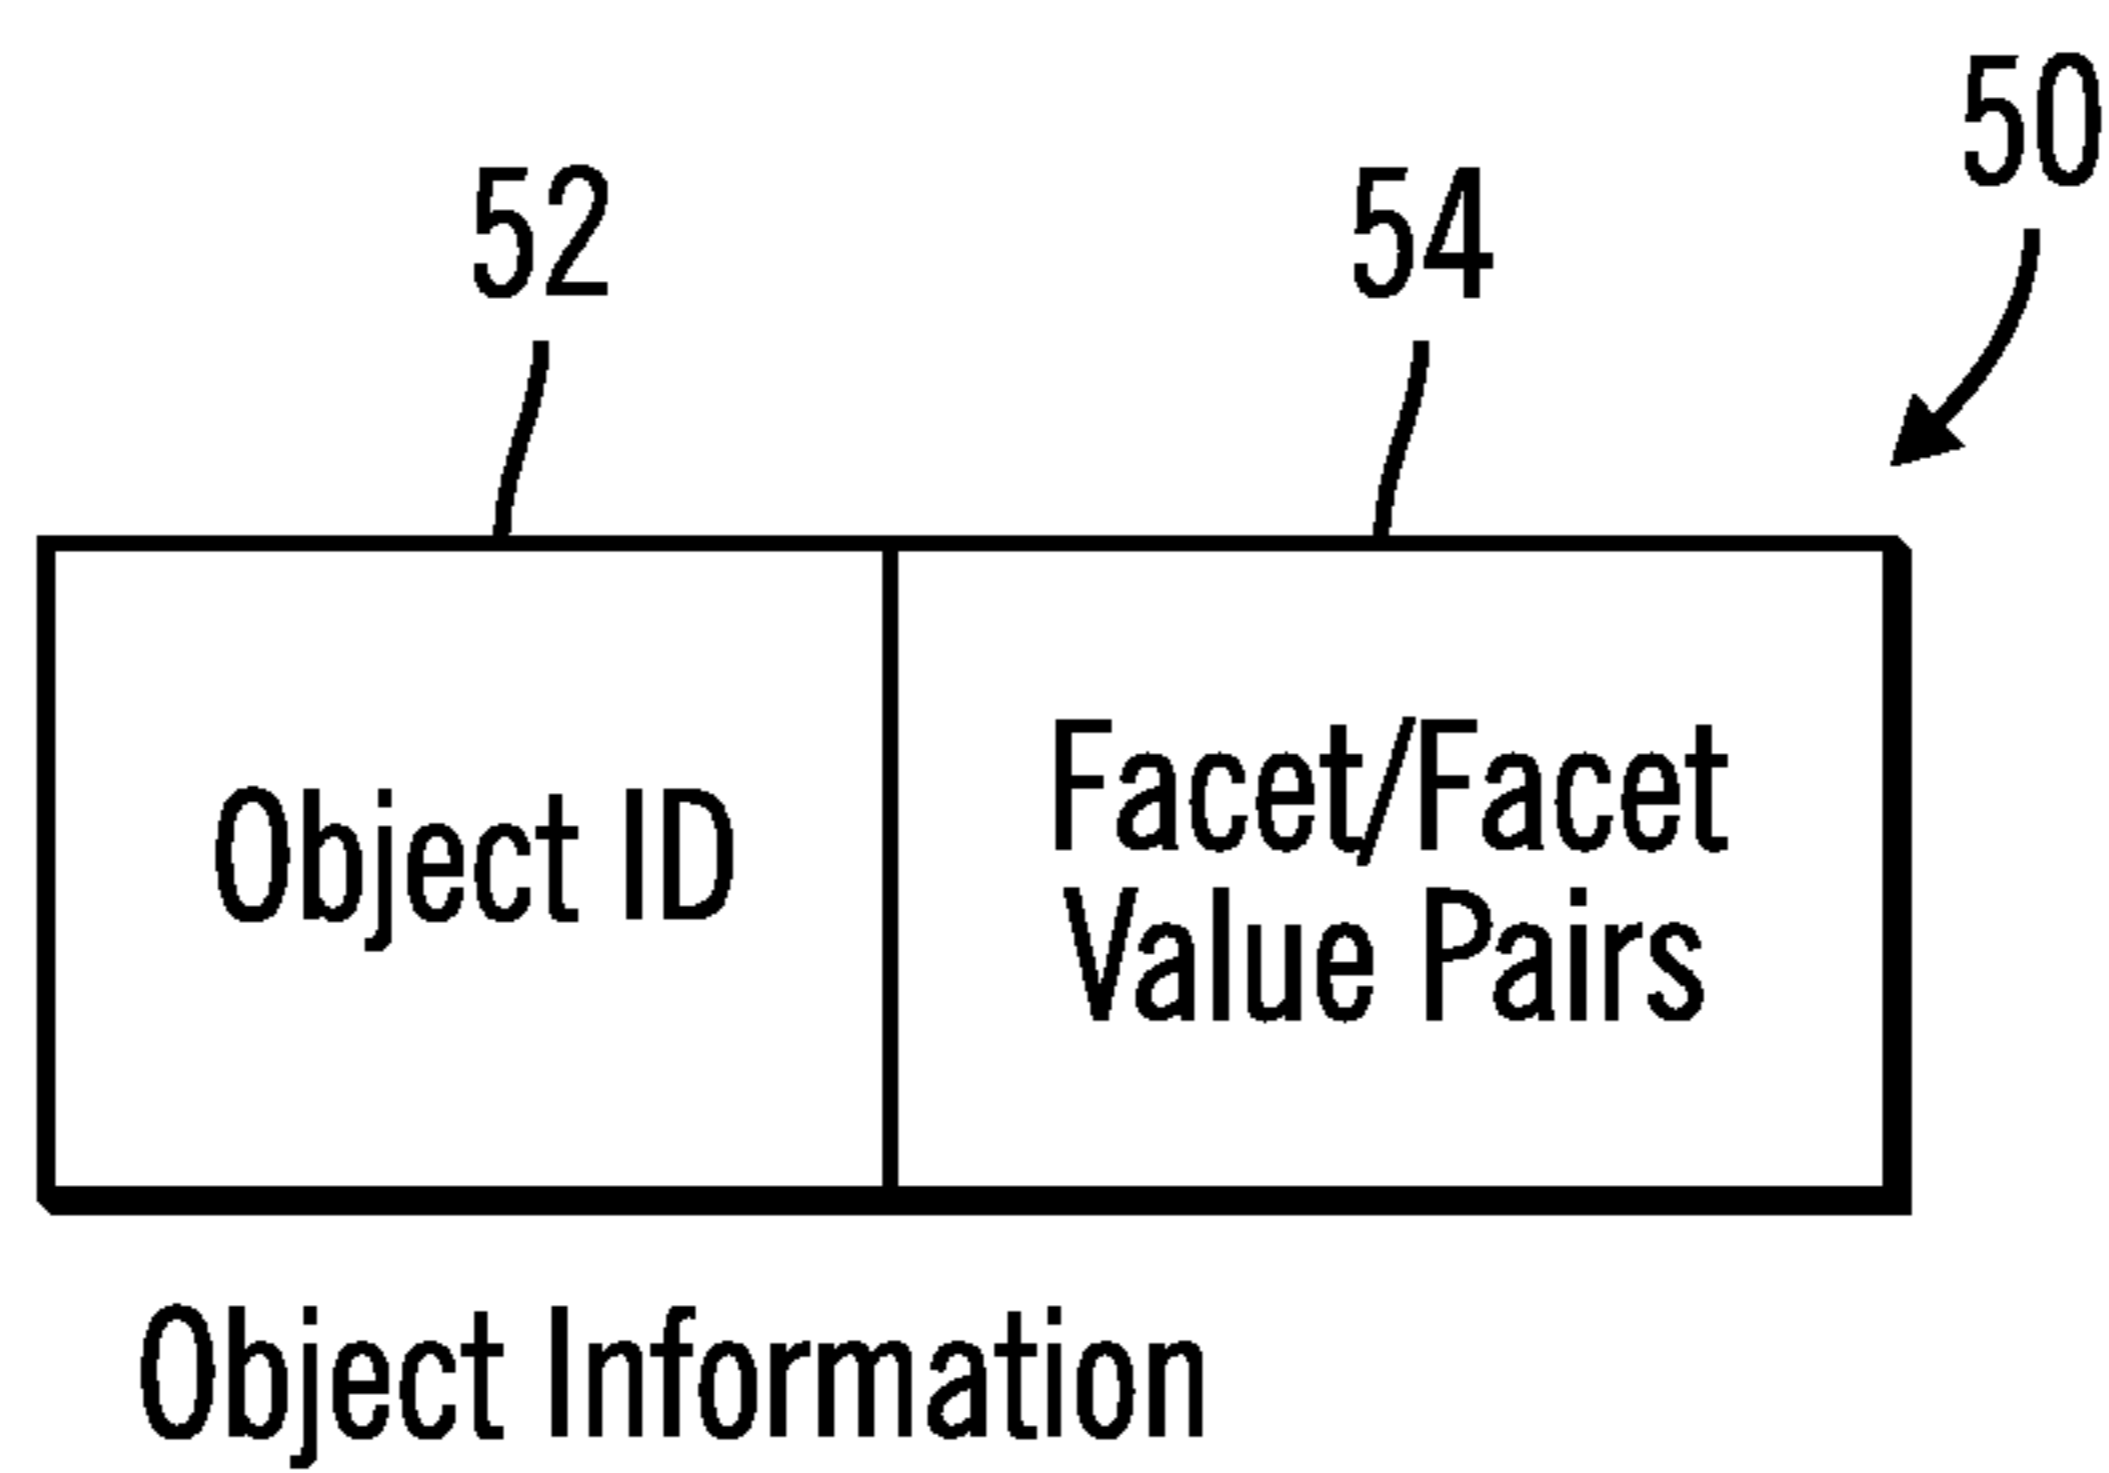 50
52
54
Object ID
Facet/Facet
Value Pairs
Object Information